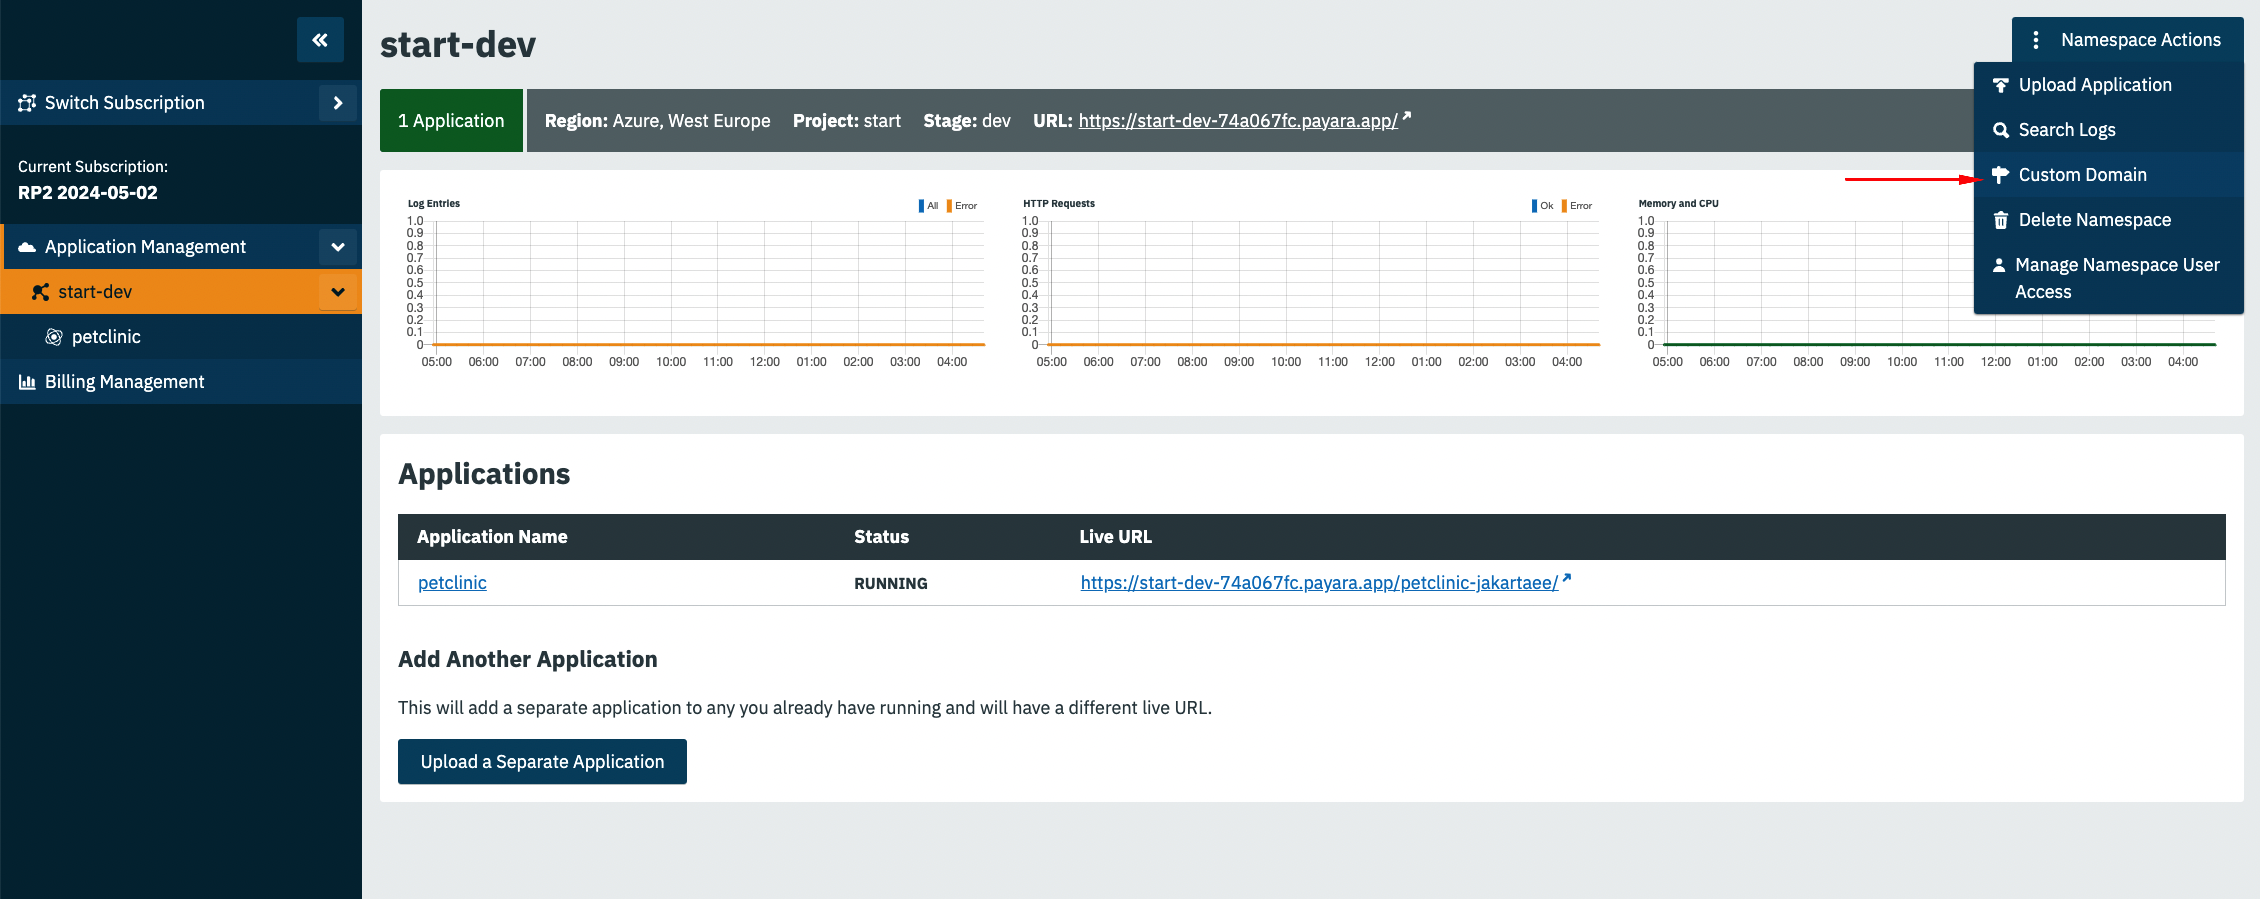 start-dev
Namespace Actions
Upload Application
Search Logs
Custom Domain
Delete Namespace
Manage Namespace User
Access
Switch Subscription
Current Subscription:
RP2 2024-05-02
Application Management
start-dev
petclinic
Billing Management
1 Application
Region: Azure, West Europe Project: start Stage: dev URL: https://start-dev-74a067fc.payara.app/
Log Entries
All Error
1.0
0.9
0.8
0.7
0.6
0.5
0.4
0.3
0.2
0.1
0
05:00 06:00 07:00 08:00 09:00 10:00 11:00 12:00 01:00 02:00 03:00 04:00
HTTP Requests
Ok Error
1.0
0.9
0.8
0.7
0.6
0.5
0.4
0.3
0.2
0.1
0
05:00 06:00 07:00 08:00 09:00 10:00 11:00 12:00 01:00 02:00 03:00 04:00
Memory and CPU
1.0
0.9
0.8
0.7
0.6
0.5
0.4
0.3
0.2
0.1
0
05:00 06:00 07:00 08:00 09:00 10:00 11:00 12:00 01:00 02:00 03:00 04:00
Applications
Application Name Status Live URL
petclinic RUNNING https://start-dev-74a067fc.payara.app/petclinic-jakartaee/
Add Another Application
This will add a separate application to any you already have running and will have a different live URL.
Upload a Separate Application